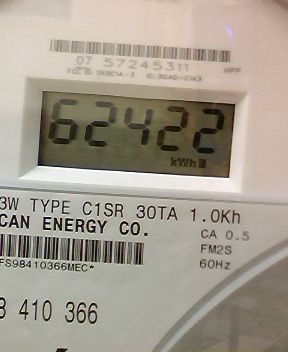 07 57245311
62422
kWh
3W TYPE C1SR 30TA 1.0Kh
CAN ENERGY CO.
CA 0.5
FM2S
FS98410366MEC*
60Hz
8 410 366